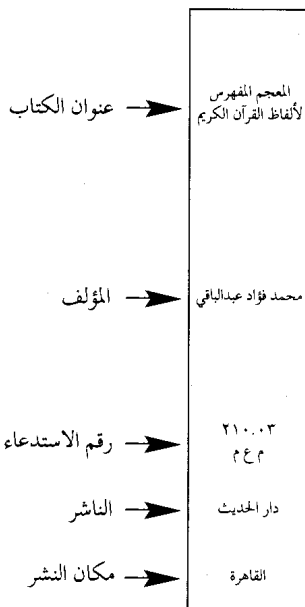 المعجم المفهرس
عنوان الكتاب
لألفاظ القرآن الكريم
محمد فؤاد عبدالباقي
المؤلف
٢١٠.٠٣
رقم الاستدعاء
م ع م
دار الحديث
الناشر
القاهرة
مكان النشر